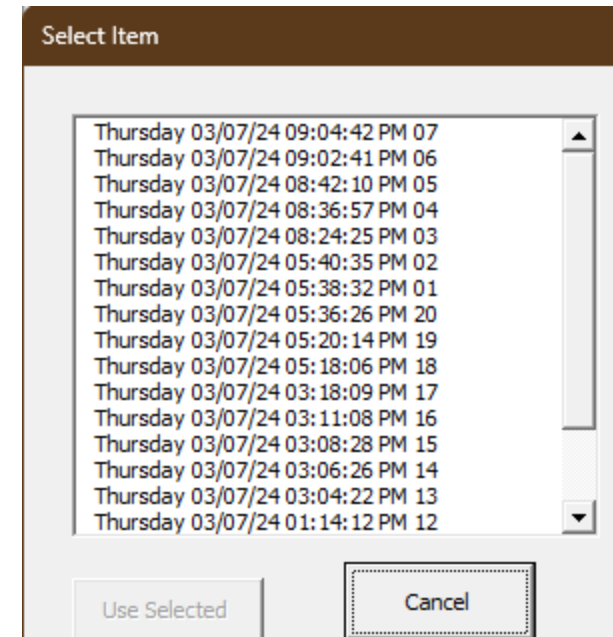 Select Item
Thursday 03/07/24 09:04:42 PM 07
Thursday 03/07/24 09:02:41 PM 06
Thursday 03/07/24 08:42:10 PM 05
Thursday 03/07/24 08:36:57 PM 04
Thursday 03/07/24 08:24:25 PM 03
Thursday 03/07/24 05:40:35 PM 02
Thursday 03/07/24 05:38:32 PM 01
Thursday 03/07/24 05:36:26 PM 20
Thursday 03/07/24 05:20:14 PM 19
Thursday 03/07/24 05:18:06 PM 18
Thursday 03/07/24 03:18:09 PM 17
Thursday 03/07/24 03:11:08 PM 16
Thursday 03/07/24 03:08:28 PM 15
Thursday 03/07/24 03:06:26 PM 14
Thursday 03/07/24 03:04:22 PM 13
Thursday 03/07/24 01:14:12 PM 12
Use Selected
Cancel